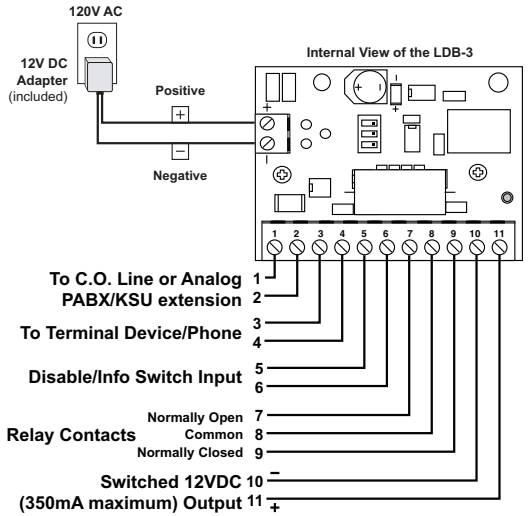 120V AC
12V DC
Adapter
(included)
Internal View of the LDB-3
Positive
+
−
Negative
+
−
+
−
−
+
1 2 3 4 5 6 7 8 9 10 11
To C.O. Line or Analog 1
PABX/KSU extension 2
To Terminal Device/Phone 3
4
Disable/Info Switch Input 5
6
Relay Contacts
Normally Open 7
Common 8
Normally Closed 9
Switched 12VDC 10 −
(350mA maximum) Output 11 +